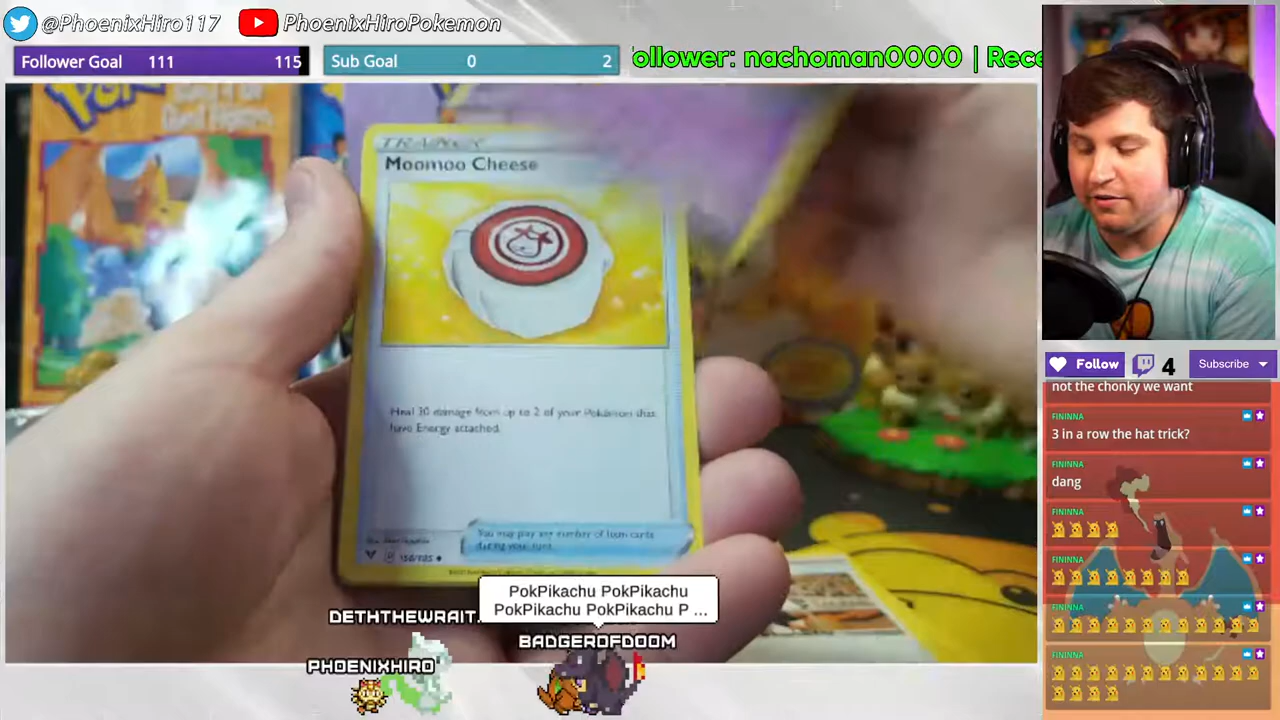 @PhoenixHiro117 PhoenixHiroPokemon
Follower Goal 111 115
Sub Goal 0 2
ollower: nachoman0000 | Rece
TRAINER
Moomoo Cheese
Heal 30 damage from up to 2 of your Pokémon that
have Energy attached.
You may play any number of Item cards
during your turn.
Follow 4 Subscribe
not the chonky we want
FININNA
3 in a row the hat trick?
FININNA
dang
FININNA
FININNA
FININNA
FININNA
PokPikachu PokPikachu
PokPikachu PokPikachu P ...
DETHTHEWRAIT.
BADGEROFDOOM
PHOENIXHIRO